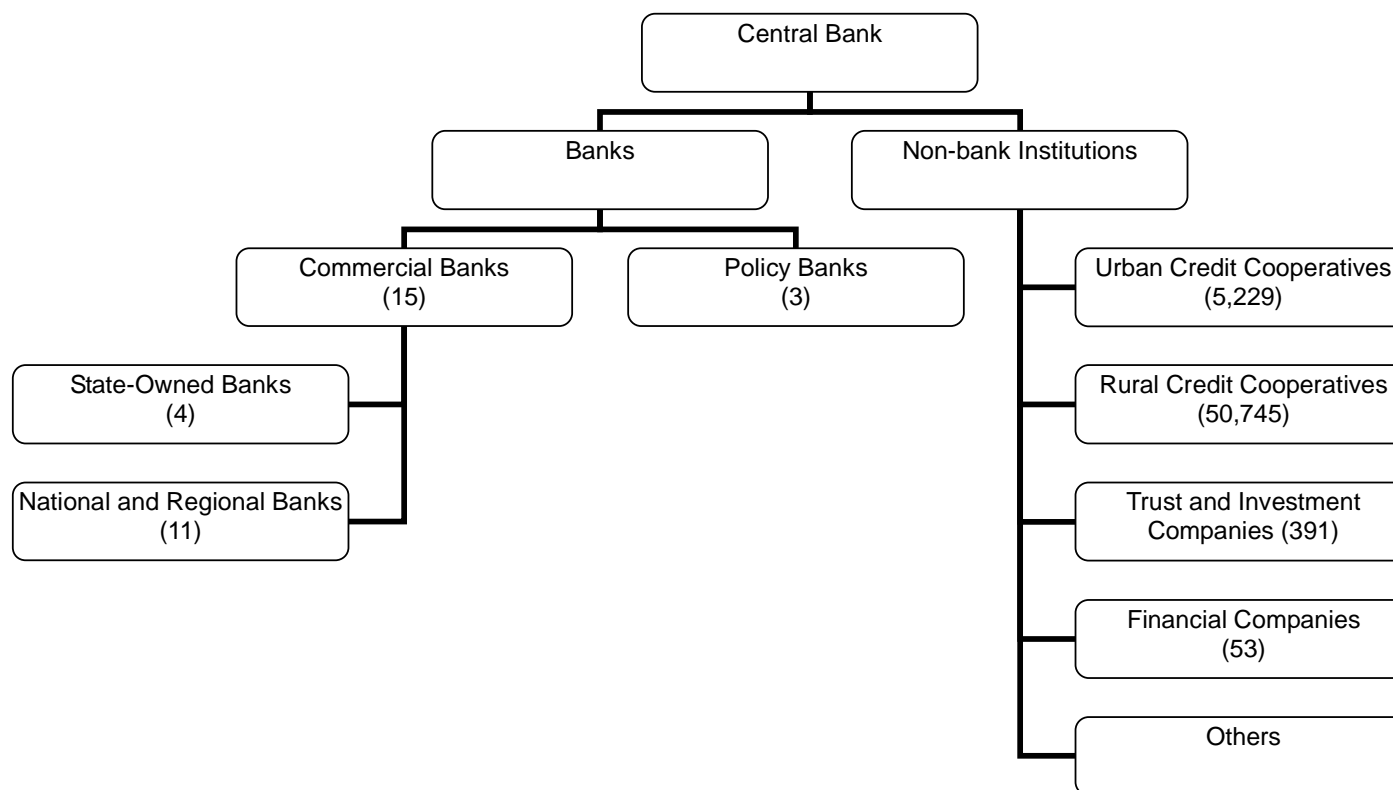 Central Bank
Banks
Non-bank Institutions
Commercial Banks
(15)
Policy Banks
(3)
Urban Credit Cooperatives
(5,229)
State-Owned Banks
(4)
Rural Credit Cooperatives
(50,745)
National and Regional Banks
(11)
Trust and Investment
Companies (391)
Financial Companies
(53)
Others